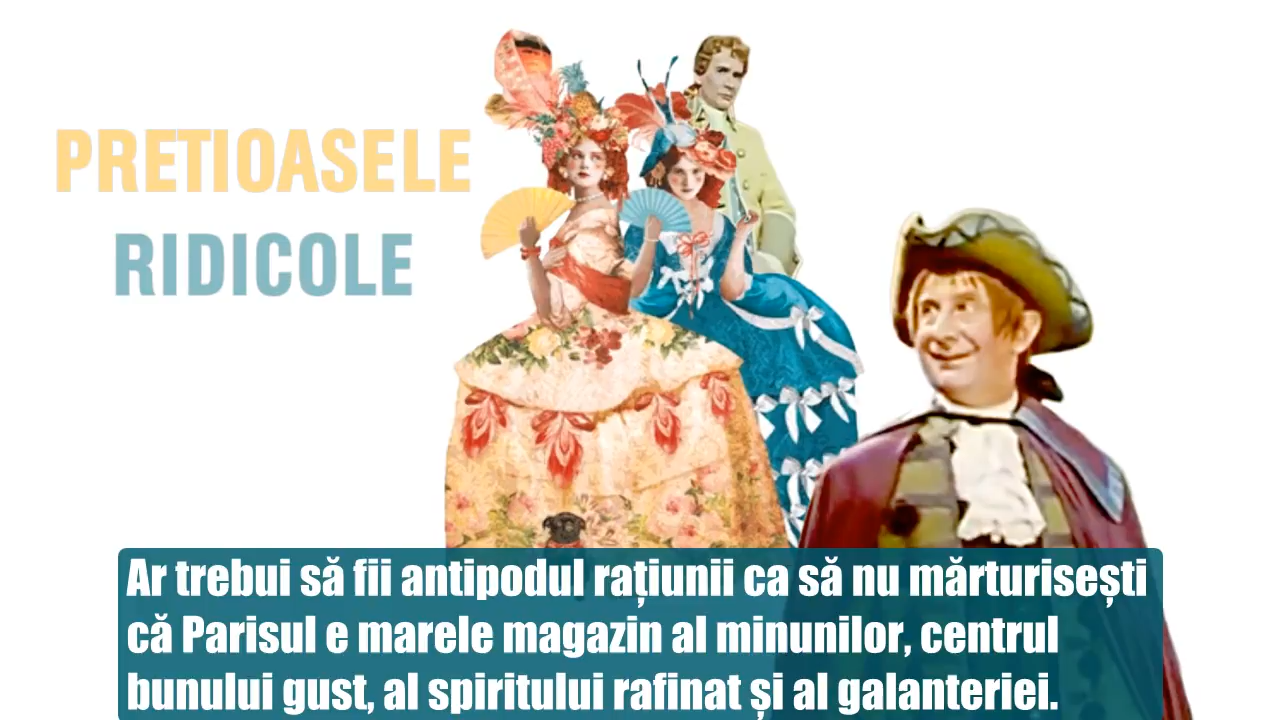 PRETIOASELE
RIDICOLE
Ar trebui să fii antipodul rațiunii ca să nu mărturisești
că Parisul e marele magazin al minunilor, centrul
bunului gust, al spiritului rafinat și al galanteriei.